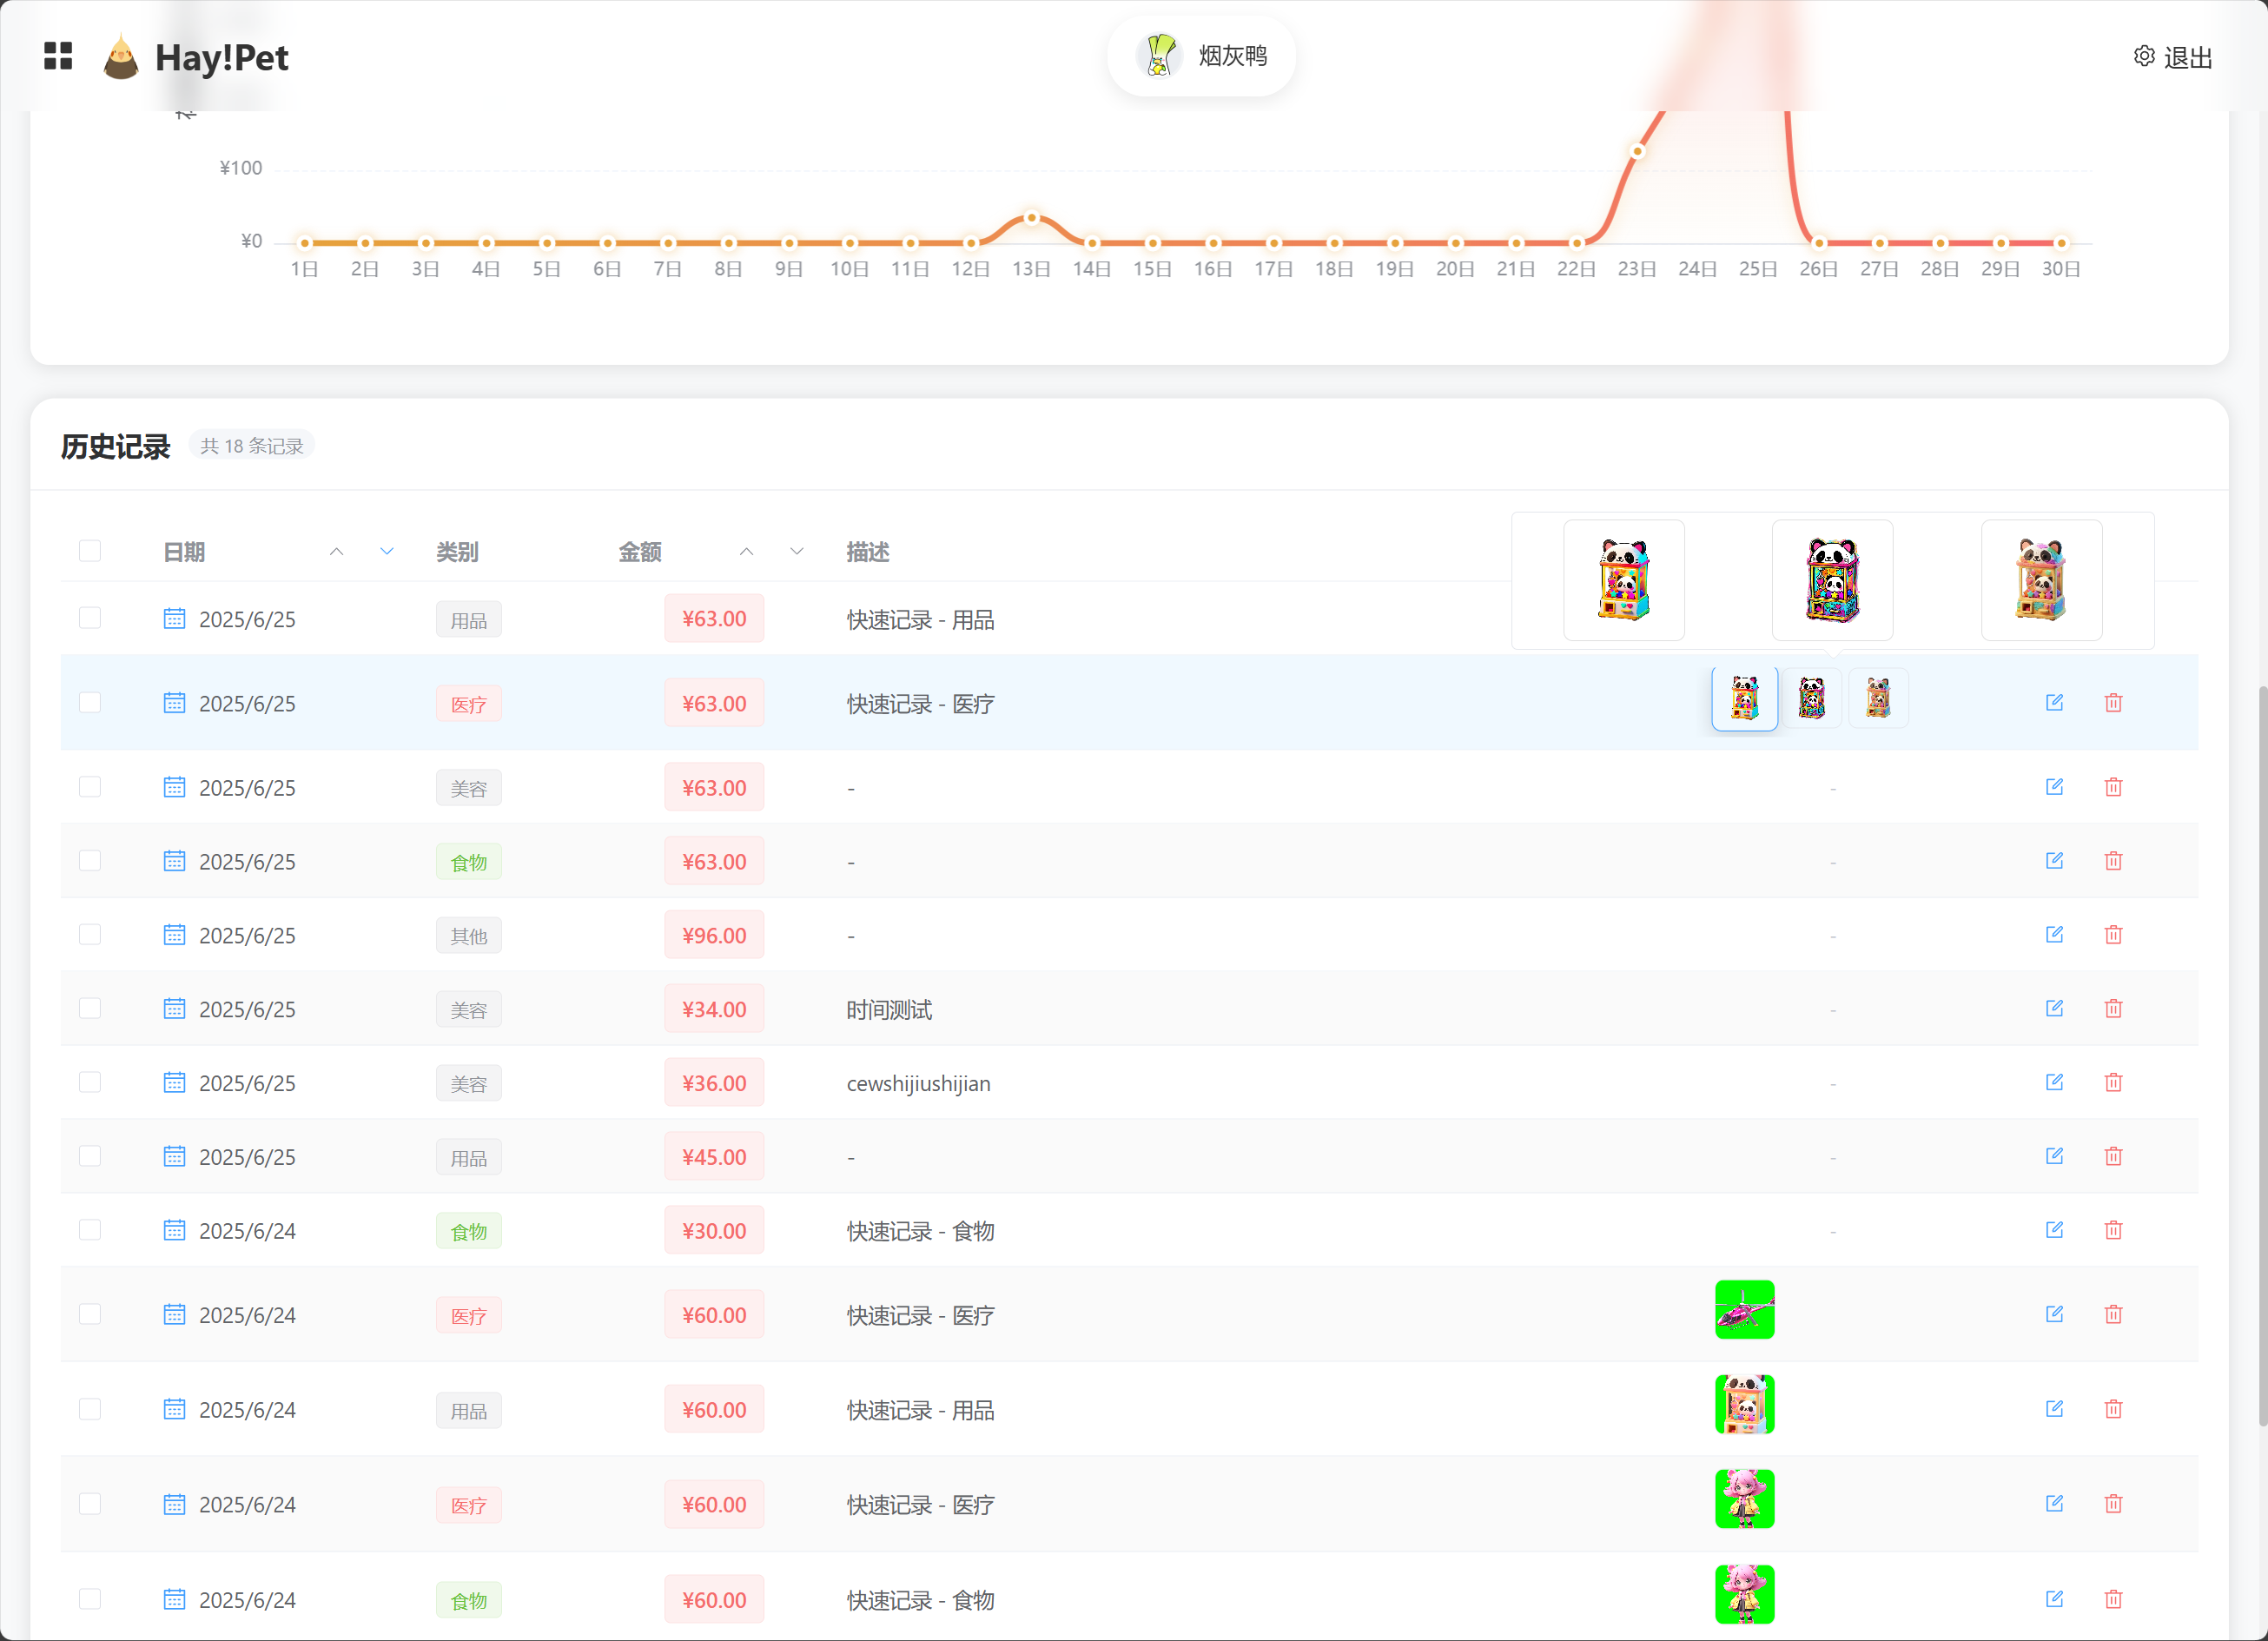 Hay!Pet
烟灰鸭
退出
¥100
¥0
1日 2日 3日 4日 5日 6日 7日 8日 9日 10日 11日 12日 13日 14日 15日 16日 17日 18日 19日 20日 21日 22日 23日 24日 25日 26日 27日 28日 29日 30日
历史记录 共 18 条记录
日期 类别 金额 描述
2025/6/25 用品 ¥63.00 快速记录 - 用品
2025/6/25 医疗 ¥63.00 快速记录 - 医疗
2025/6/25 美容 ¥63.00 - -
2025/6/25 食物 ¥63.00 - -
2025/6/25 其他 ¥96.00 - -
2025/6/25 美容 ¥34.00 时间测试 -
2025/6/25 美容 ¥36.00 cewshijiushijian -
2025/6/25 用品 ¥45.00 - -
2025/6/24 食物 ¥30.00 快速记录 - 食物 -
2025/6/24 医疗 ¥60.00 快速记录 - 医疗
2025/6/24 用品 ¥60.00 快速记录 - 用品
2025/6/24 医疗 ¥60.00 快速记录 - 医疗
2025/6/24 食物 ¥60.00 快速记录 - 食物